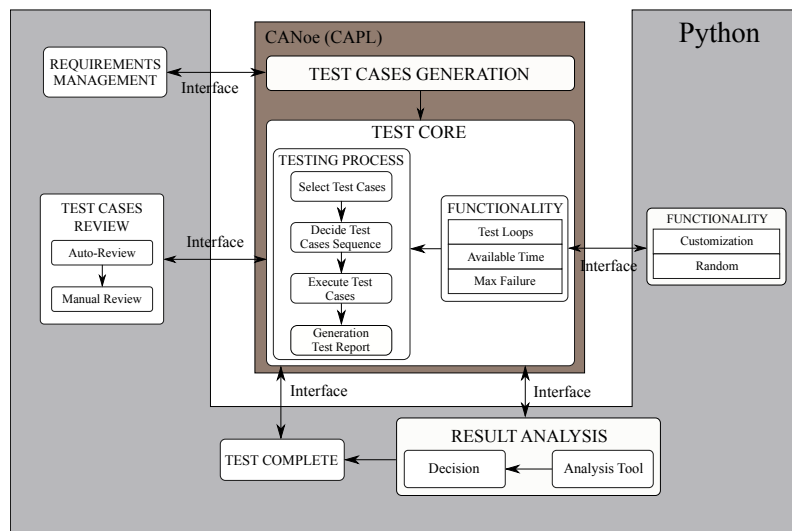 CANoe (CAPL)
Python
REQUIREMENTS
MANAGEMENT
Interface
TEST CASES GENERATION
TEST CORE
TESTING PROCESS
Select Test Cases
Decide Test
Cases Sequence
Execute Test
Cases
Generation
Test Report
FUNCTIONALITY
Test Loops
Available Time
Max Failure
TEST CASES
REVIEW
Auto-Review
Manual Review
Interface
Interface
FUNCTIONALITY
Customization
Random
Interface
Interface
TEST COMPLETE
RESULT ANALYSIS
Decision
Analysis Tool